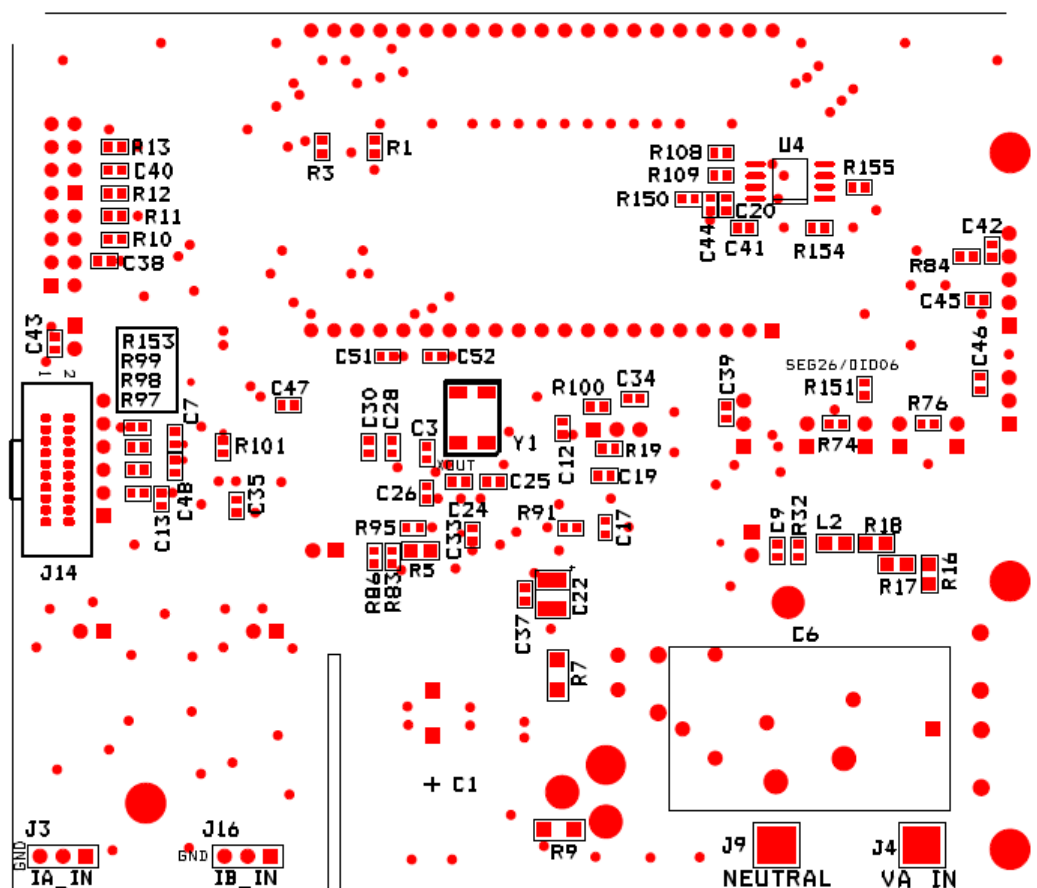 R13
C40
R12
R11
R10
C38
R3
R1
R108
R109
R150
U4
R155
C20
C44
C41
R154
C42
R84
C45
C46
C43
1 2
R153
R99
R98
R97
C7
C47
R101
C48
C13
C35
J14
C51
C52
C30
C28
C3
Y1
XOUT
C26
C25
C24
C33
R95
R5
R86
R83
R100
C34
C12
R19
C19
R91
C17
C37
C22
+
R7
C39
SEG26/DIO06
R151
R74
R76
C9
R32
L2
R18
R17
R16
C6
+ C1
R9
J3
GND
IA_IN
J16
GND
IB_IN
J9
NEUTRAL
J4
VA IN